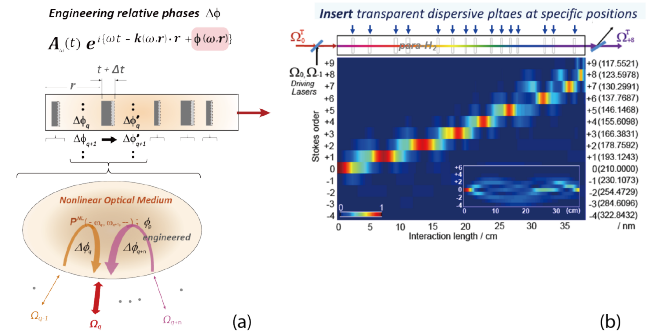 Engineering relative phases Δϕ
A_ω(t) e^{i{ωt - k(ω.r)·r + ϕ(ω.r)}}
t + Δt
r
Δϕ_q Δϕ'_q
Δϕ_{q+1} Δϕ'_{q+1}
Nonlinear Optical Medium
ϕ_q
engineered
Δϕ_q Δϕ_{q+n}
Ω_{q-1} Ω_{q+n}
Ω_q
(a)
Insert transparent dispersive pltaes at specific positions
Ω^T_0 para-H_2 Ω^T_{+8}
Ω_0, Ω_{-1}
Driving
Lasers
Stokes order
+9
+8
+7
+6
+5
+4
+3
+2
+1
0
-1
-2
-3
-4
+9(117.5521)
+8(123.5978)
+7(130.2991)
+6(137.7687)
+5(146.1468)
+4(155.6098)
+3(166.3831)
+2(178.7592)
+1(193.1243)
0(210.0000)
-1(230.1073)
-2(254.4729)
-3(284.6096)
-4(322.8432)
/ nm
+6
+4
+2
0
-2
-4
0 10 20 30 (cm)
0 1
0 5 10 15 20 25 30 35
Interaction length / cm
(b)